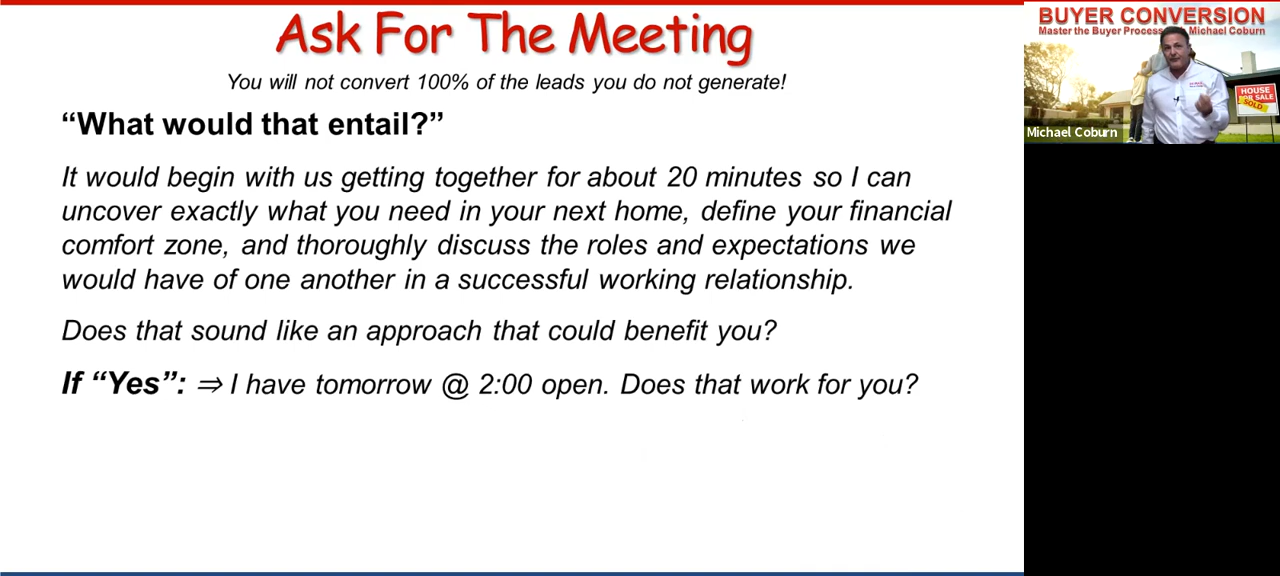 Ask For The Meeting
You will not convert 100% of the leads you do not generate!
“What would that entail?”
It would begin with us getting together for about 20 minutes so I can
uncover exactly what you need in your next home, define your financial
comfort zone, and thoroughly discuss the roles and expectations we
would have of one another in a successful working relationship.
Does that sound like an approach that could benefit you?
If “Yes”: ⇒ I have tomorrow @ 2:00 open. Does that work for you?
BUYER CONVERSION
Master the Buyer Process Michael Coburn
HOUSE
FOR SALE
SOLD
Michael Coburn